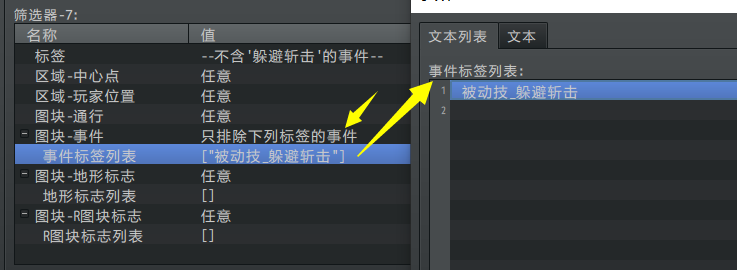 筛选器-7:
名称 值
标签 --不含'躲避斩击'的事件--
区域-中心点 任意
区域-玩家位置 任意
图块-通行 任意
图块-事件 只排除下列标签的事件
事件标签列表 ["被动技_躲避斩击"]
图块-地形标志 任意
地形标志列表 []
图块-R图块标志 任意
R图块标志列表 []
文本列表 文本
事件标签列表:
1 被动技_躲避斩击
2